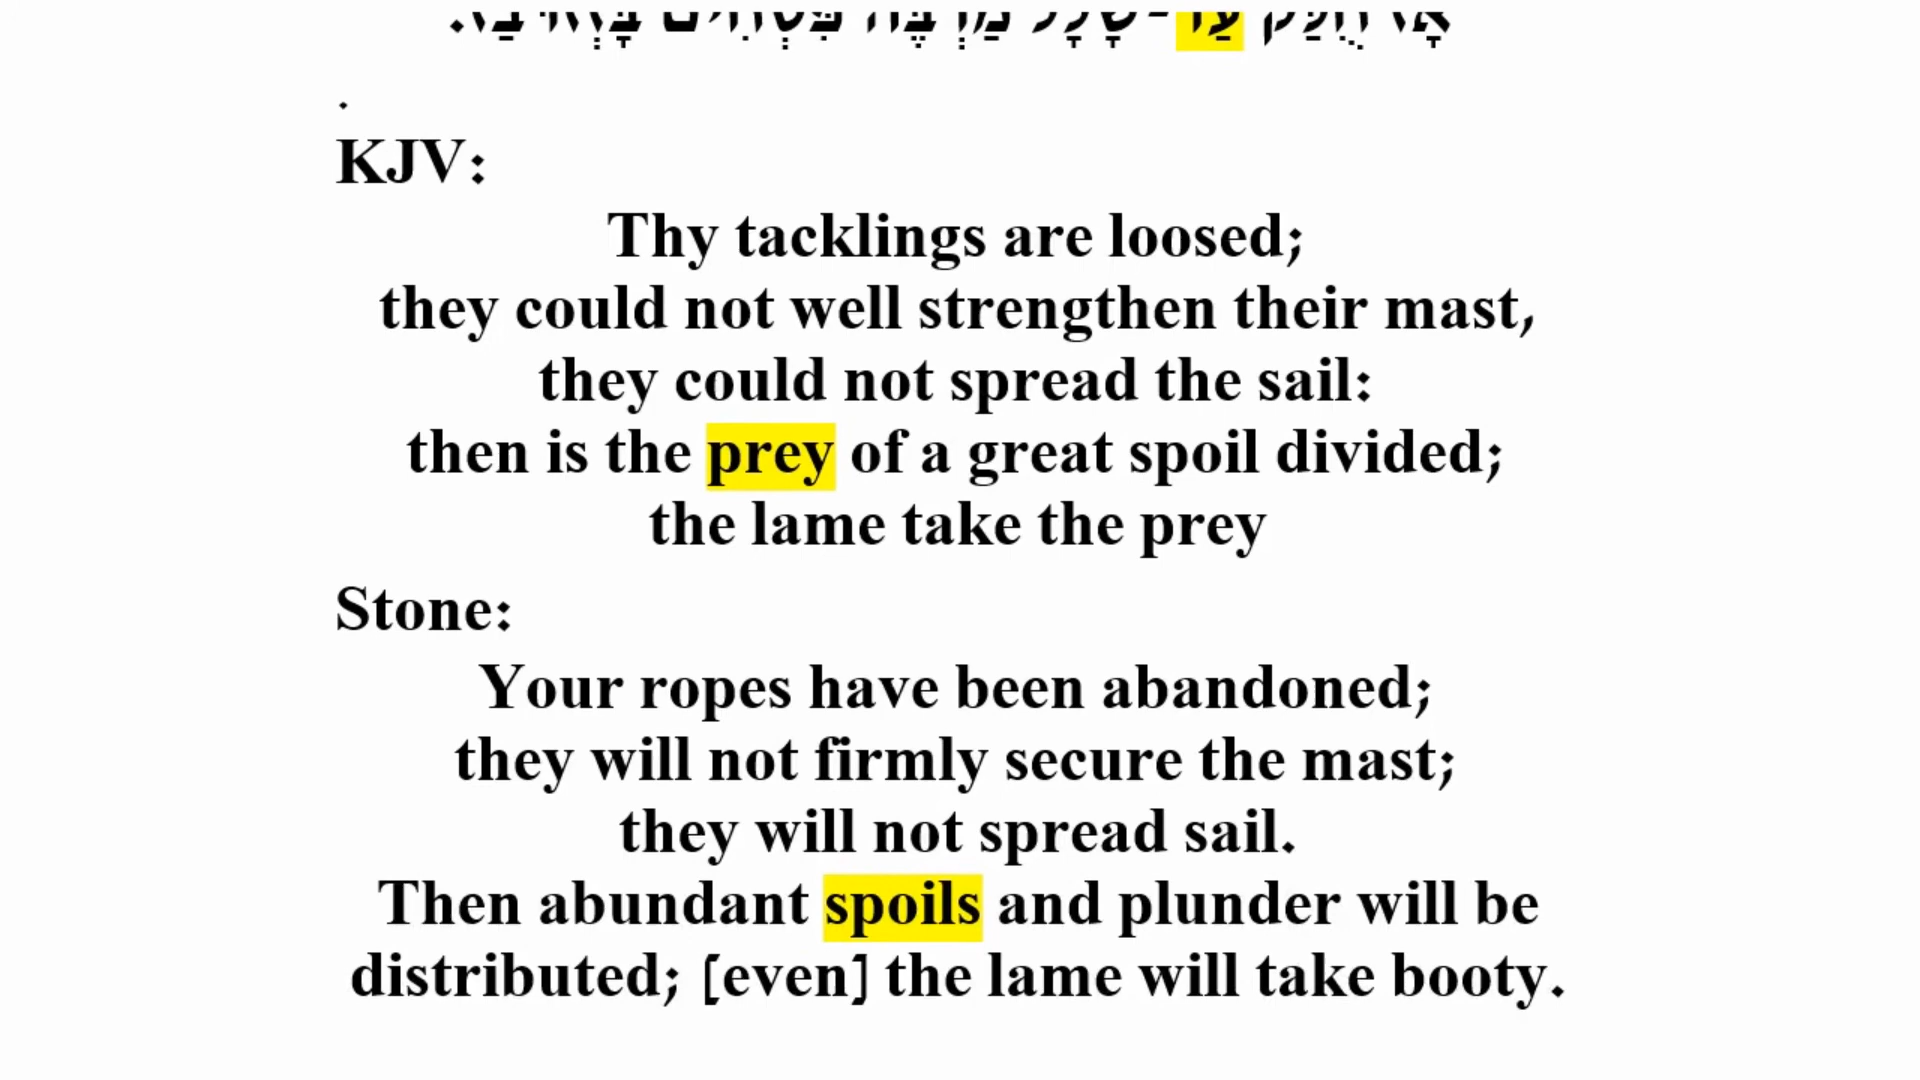 .
KJV:
Thy tacklings are loosed;
they could not well strengthen their mast,
they could not spread the sail:
then is the prey of a great spoil divided;
the lame take the prey
Stone:
Your ropes have been abandoned;
they will not firmly secure the mast;
they will not spread sail.
Then abundant spoils and plunder will be
distributed; [even] the lame will take booty.